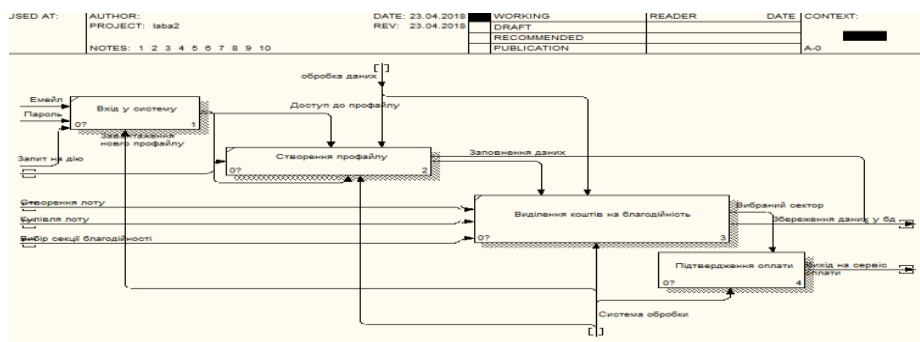 USED AT:
AUTHOR:
DATE: 23.04.2018
WORKING
READER
DATE
CONTEXT:
PROJECT: laba2
REV: 23.04.2018
DRAFT
RECOMMENDED
NOTES: 1 2 3 4 5 6 7 8 9 10
PUBLICATION
A-0
обробка даних
Емейл
Доступ до профайлу
Вхід у систему
Пароль
0?
1
Завантаження
нового профайлу
Запит на дію
Створення профайлу
Заповнення даних
0?
2
Створення лоту
Вибраний сектор
Виділення коштів на благодійність
Купівля лоту
Збереження даних у бд
Вибір секції благодійності
0?
3
Підтвердження оплати
Вихід на сервіс
оплати
0?
4
Система обробки